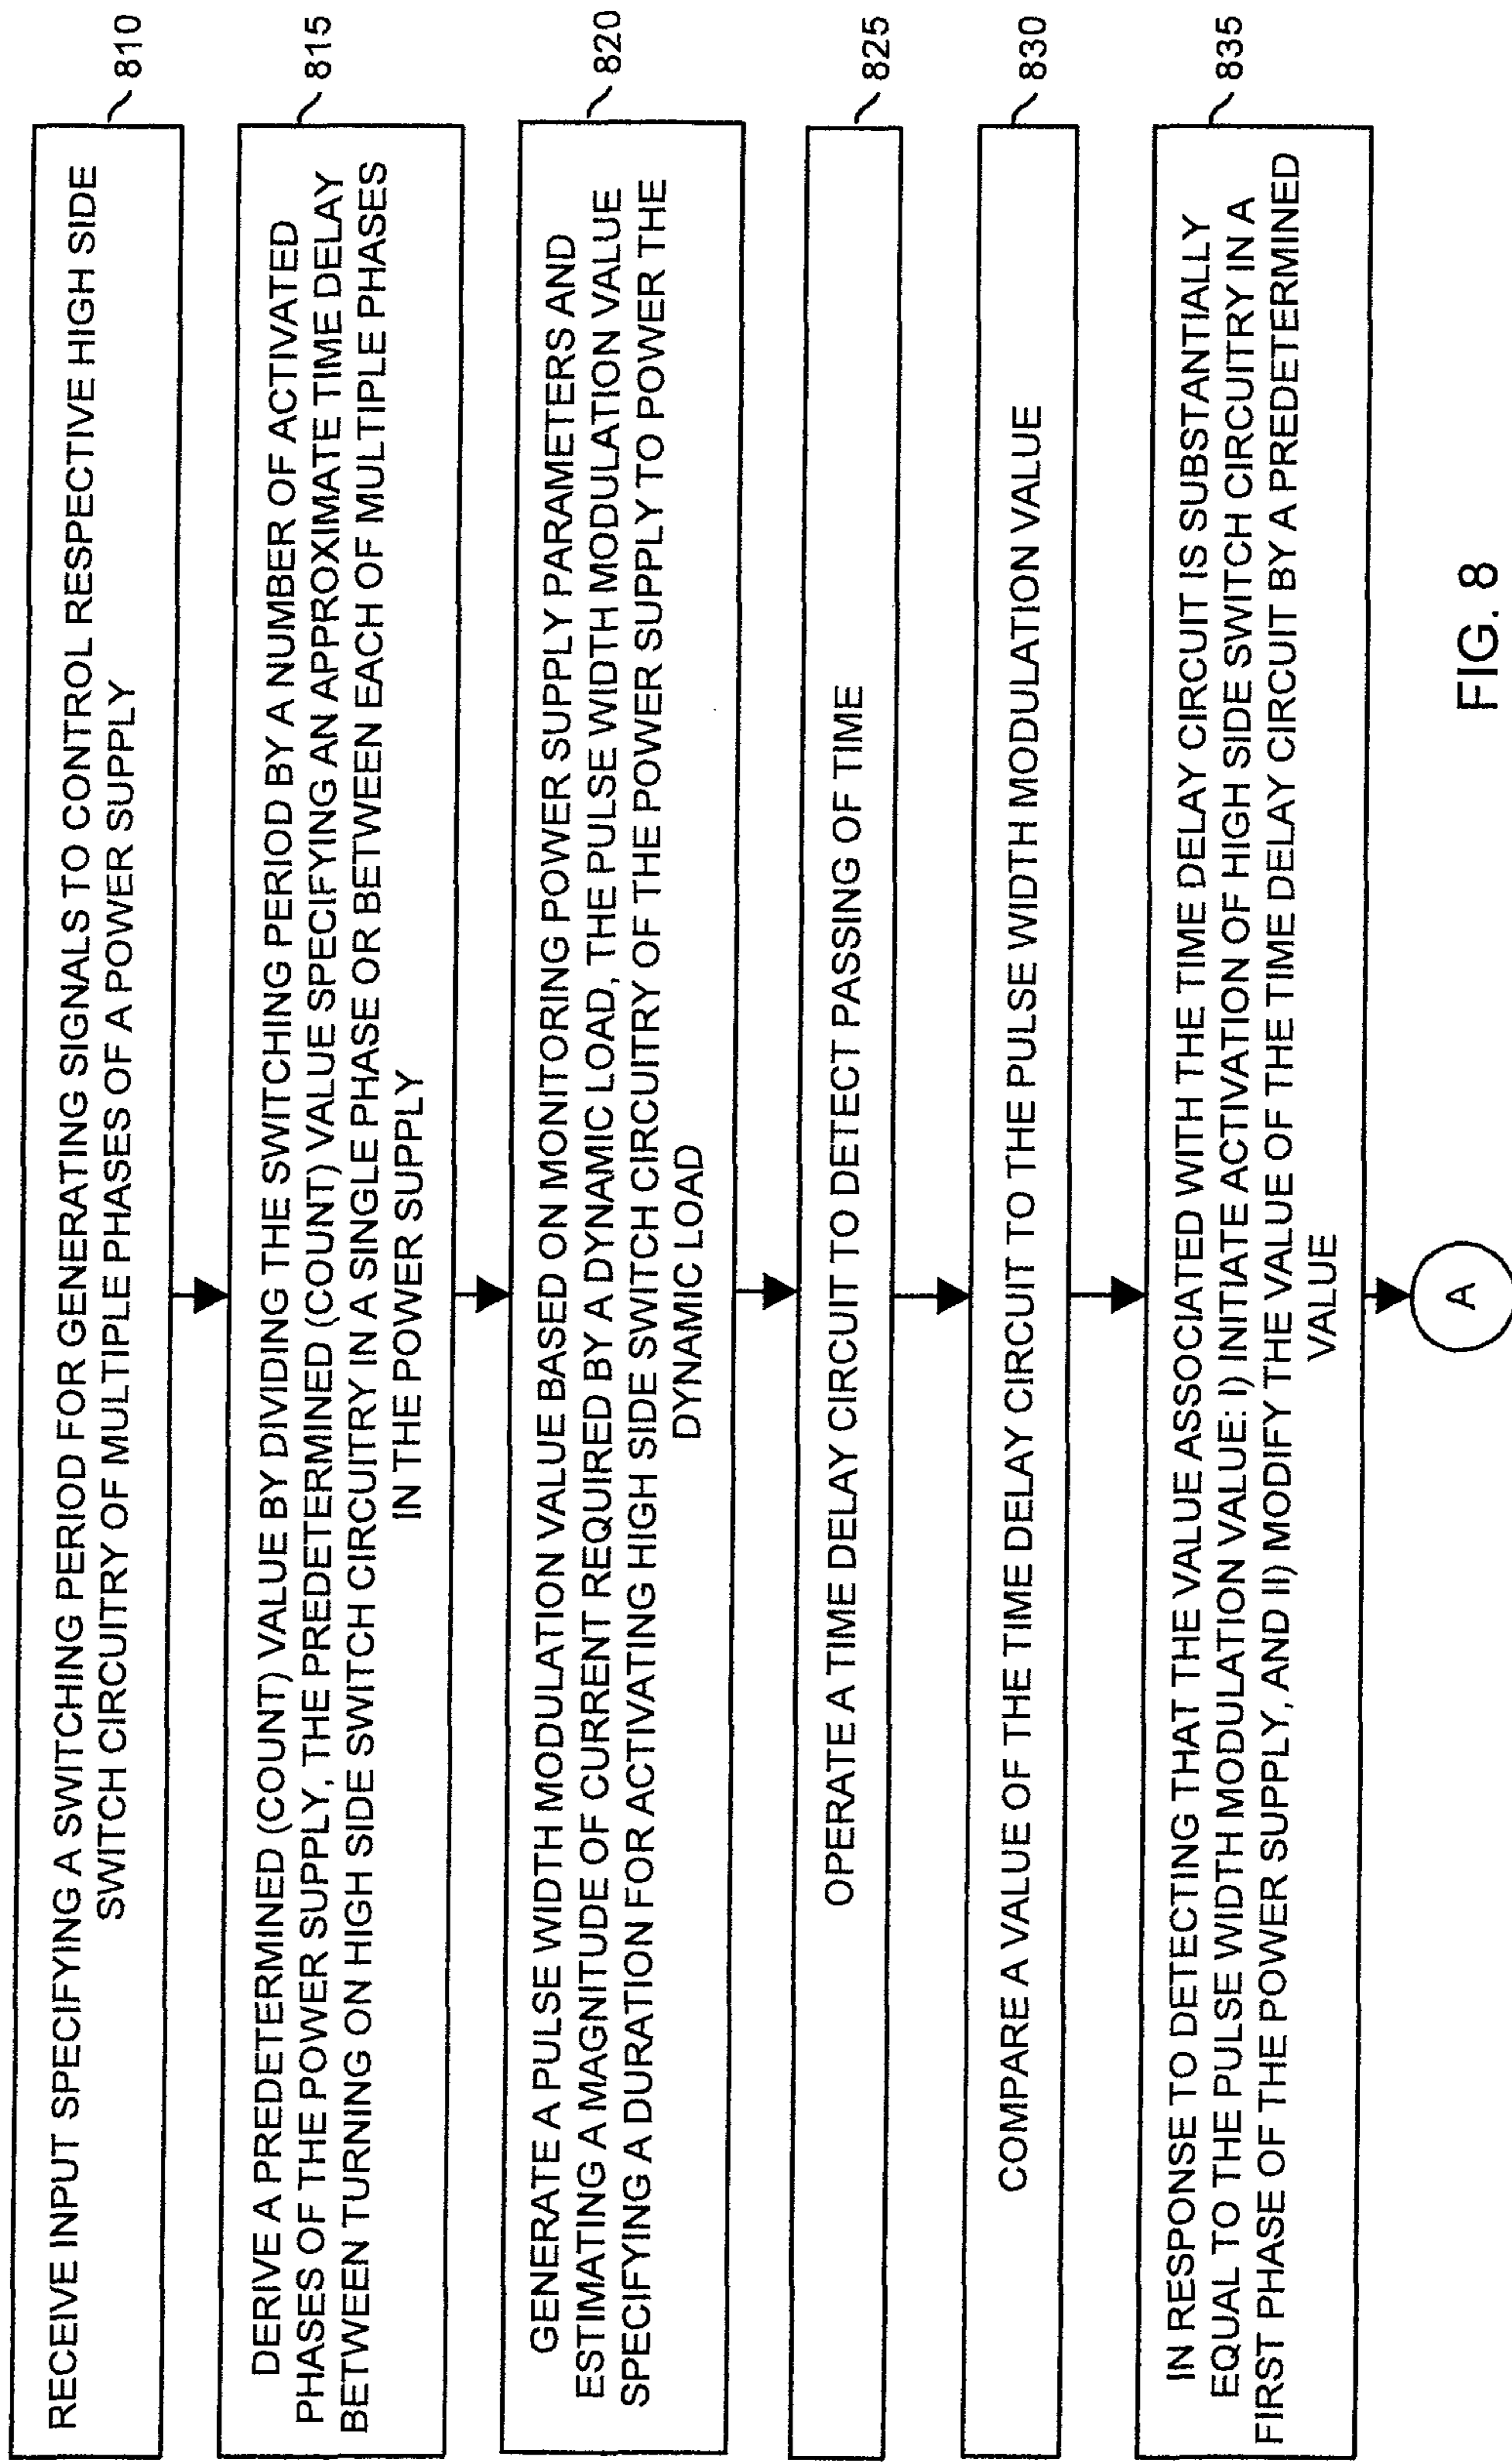 RECEIVE INPUT SPECIFYING A SWITCHING PERIOD FOR GENERATING SIGNALS TO CONTROL RESPECTIVE HIGH SIDE
SWITCH CIRCUITRY OF MULTIPLE PHASES OF A POWER SUPPLY
810
DERIVE A PREDETERMINED (COUNT) VALUE BY DIVIDING THE SWITCHING PERIOD BY A NUMBER OF ACTIVATED
PHASES OF THE POWER SUPPLY, THE PREDETERMINED (COUNT) VALUE SPECIFYING AN APPROXIMATE TIME DELAY
BETWEEN TURNING ON HIGH SIDE SWITCH CIRCUITRY IN A SINGLE PHASE OR BETWEEN EACH OF MULTIPLE PHASES
IN THE POWER SUPPLY
815
GENERATE A PULSE WIDTH MODULATION VALUE BASED ON MONITORING POWER SUPPLY PARAMETERS AND
ESTIMATING A MAGNITUDE OF CURRENT REQUIRED BY A DYNAMIC LOAD, THE PULSE WIDTH MODULATION VALUE
SPECIFYING A DURATION FOR ACTIVATING HIGH SIDE SWITCH CIRCUITRY OF THE POWER SUPPLY TO POWER THE
DYNAMIC LOAD
820
OPERATE A TIME DELAY CIRCUIT TO DETECT PASSING OF TIME
825
COMPARE A VALUE OF THE TIME DELAY CIRCUIT TO THE PULSE WIDTH MODULATION VALUE
830
IN RESPONSE TO DETECTING THAT THE VALUE ASSOCIATED WITH THE TIME DELAY CIRCUIT IS SUBSTANTIALLY
EQUAL TO THE PULSE WIDTH MODULATION VALUE: I) INITIATE ACTIVATION OF HIGH SIDE SWITCH CIRCUITRY IN A
FIRST PHASE OF THE POWER SUPPLY, AND II) MODIFY THE VALUE OF THE TIME DELAY CIRCUIT BY A PREDETERMINED
VALUE
835
A
FIG. 8